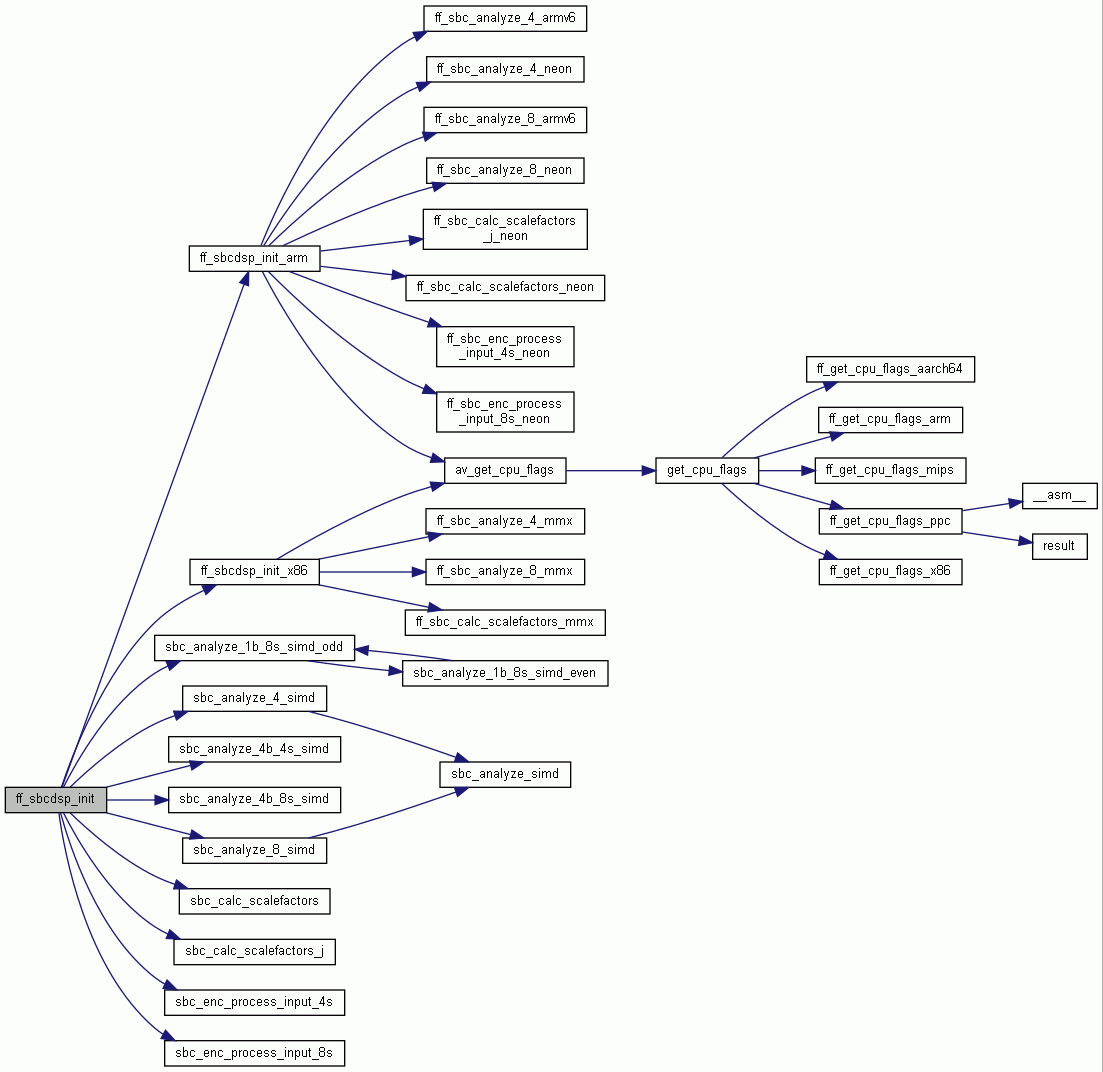 ff_sbc_analyze_4_armv6
ff_sbc_analyze_4_neon
ff_sbc_analyze_8_armv6
ff_sbc_analyze_8_neon
ff_sbc_calc_scalefactors
_j_neon
ff_sbcdsp_init_arm
ff_sbc_calc_scalefactors_neon
ff_sbc_enc_process
_input_4s_neon
ff_get_cpu_flags_aarch64
ff_sbc_enc_process
_input_8s_neon
ff_get_cpu_flags_arm
av_get_cpu_flags
get_cpu_flags
ff_get_cpu_flags_mips
__asm__
ff_sbc_analyze_4_mmx
ff_get_cpu_flags_ppc
result
ff_sbcdsp_init_x86
ff_sbc_analyze_8_mmx
ff_get_cpu_flags_x86
ff_sbc_calc_scalefactors_mmx
sbc_analyze_1b_8s_simd_odd
sbc_analyze_1b_8s_simd_even
sbc_analyze_4_simd
sbc_analyze_4b_4s_simd
sbc_analyze_simd
ff_sbcdsp_init
sbc_analyze_4b_8s_simd
sbc_analyze_8_simd
sbc_calc_scalefactors
sbc_calc_scalefactors_j
sbc_enc_process_input_4s
sbc_enc_process_input_8s